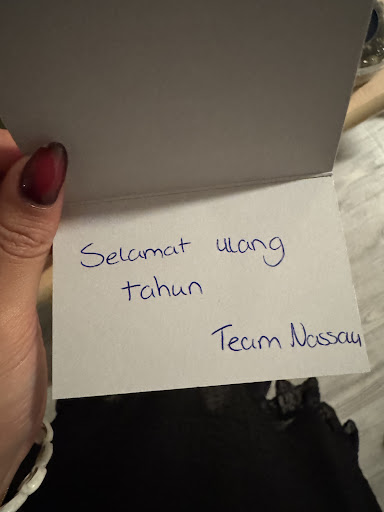 Selamat ulang
tahun
Team Nassau